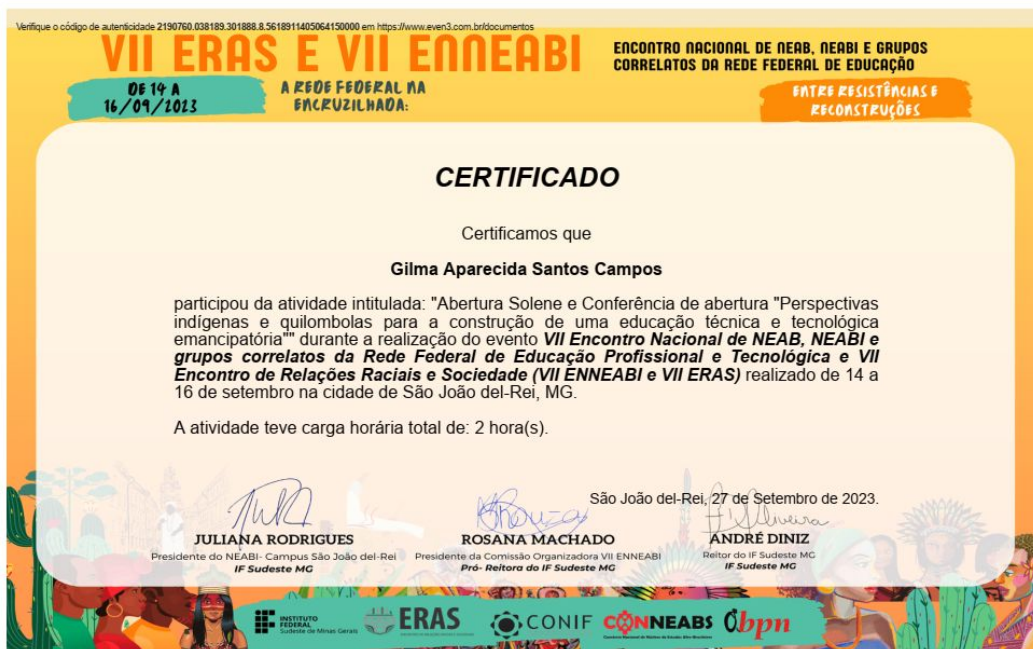 Verifique o código de autenticidade 2190760.038189.301888.8.5618911405064150000 em https://www.even3.com.br/documentos
VII ERAS E VII ENNEABI
ENCONTRO NACIONAL DE NEAB, NEABI E GRUPOS
CORRELATOS DA REDE FEDERAL DE EDUCAÇÃO
DE 14 A
16/09/2023
A REDE FEDERAL NA
ENCRUZILHADA:
ENTRE RESISTÊNCIAS E
RECONSTRUÇÕES
CERTIFICADO
Certificamos que
Gilma Aparecida Santos Campos
participou da atividade intitulada: "Abertura Solene e Conferência de abertura "Perspectivas
indígenas e quilombolas para a construção de uma educação técnica e tecnológica
emancipatória"" durante a realização do evento VII Encontro Nacional de NEAB, NEABI e
grupos correlatos da Rede Federal de Educação Profissional e Tecnológica e VII
Encontro de Relações Raciais e Sociedade (VII ENNEABI e VII ERAS) realizado de 14 a
16 de setembro na cidade de São João del-Rei, MG.
A atividade teve carga horária total de: 2 hora(s).
São João del-Rei, 27 de Setembro de 2023.
JULIANA RODRIGUES
Presidente do NEABI- Campus São João del-Rei
IF Sudeste MG
ROSANA MACHADO
Presidente da Comissão Organizadora VII ENNEABI
Pró- Reitora do IF Sudeste MG
ANDRÉ DINIZ
Reitor do IF Sudeste MG
IF Sudeste MG
INSTITUTO
FEDERAL
Sudeste de Minas Gerais
ERAS
CONIF
CONNEABS
bpn